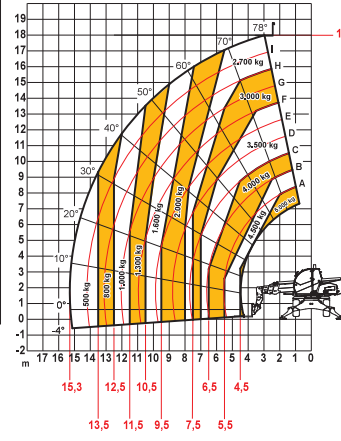 18
17
16
15
14
13
12
11
10
9
8
7
6
5
4
3
2
1
0
-1
-2
m
17 16 15 14 13 12 11 10 9 8 7 6 5 4 3 2 1 0
78°
70°
60°
50°
40°
30°
20°
10°
0°
-4°
1
I
H
G
F
E
D
C
B
A
2.700 kg
3.000 kg
3.500 kg
4.000 kg
4.500 kg
5.000 kg
2.000 kg
1.600 kg
1.300 kg
1.000 kg
800 kg
500 kg
15,3 12,5 10,5 6,5 4,5
13,5 11,5 9,5 7,5 5,5